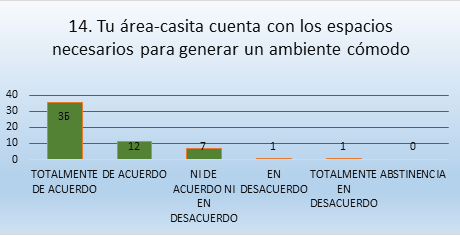 14. Tu área-casita cuenta con los espacios
necesarios para generar un ambiente cómodo
40
30
20
10
0
36
12
7
1
1
0
TOTALMENTE DE ACUERDO
DE ACUERDO
NI DE ACUERDO NI EN DESACUERDO
EN DESACUERDO
TOTALMENTE EN DESACUERDO
ABSTINENCIA